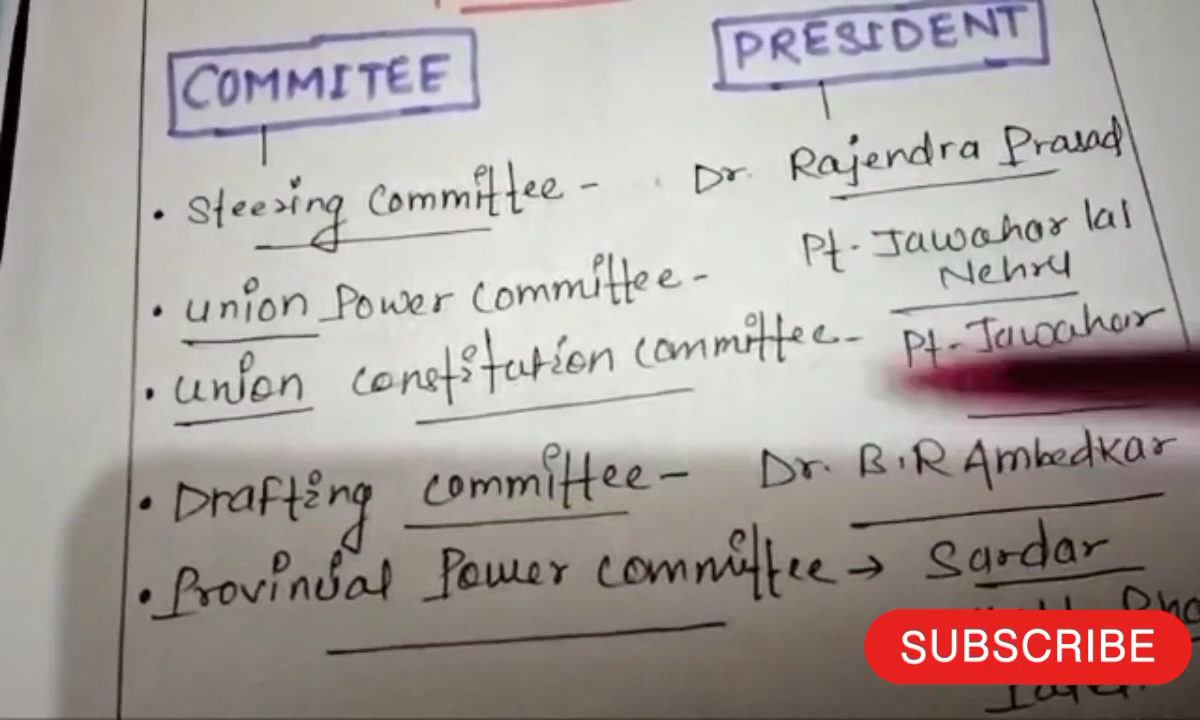 COMMITEE
PRESIDENT
• Steering Committee - Dr. Rajendra Prasad
• Union Power Committee - Pt. Jawahar lal
Nehru
• Union Constitution Committee - Pt. Jawahar
• Drafting Committee - Dr. B.R Ambedkar
• Provincial Power Committee → Sardar
SUBSCRIBE